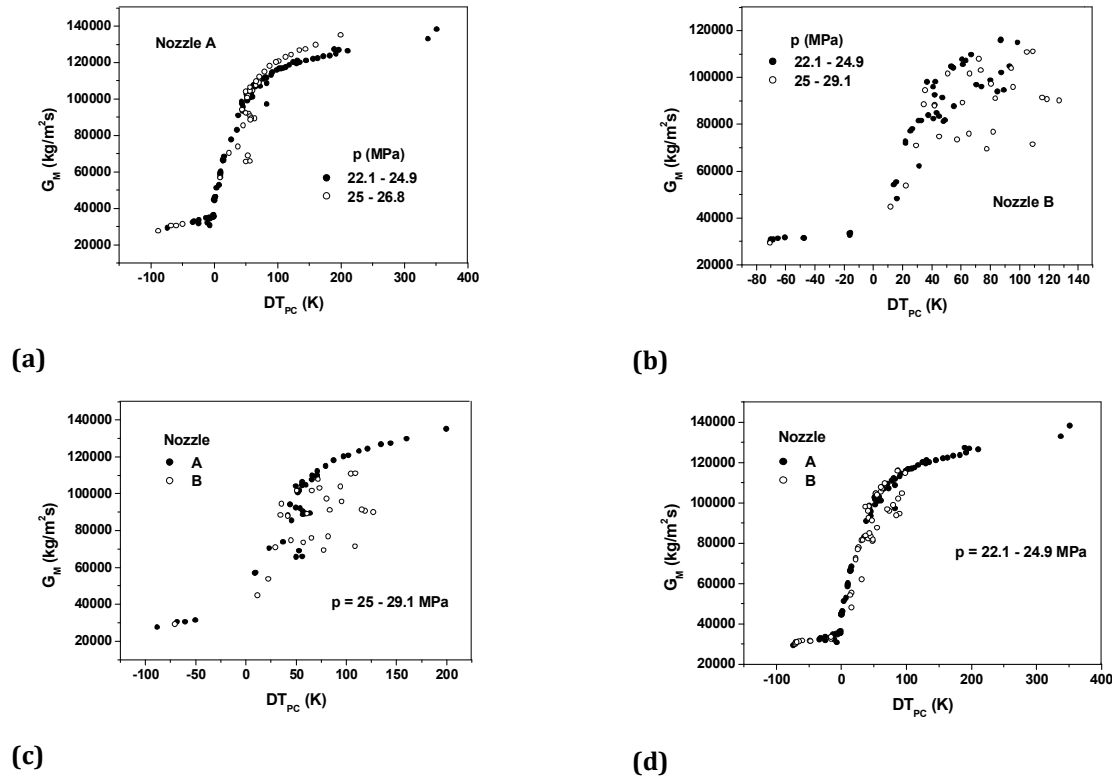 140000
120000
100000
80000
60000
40000
20000
G_M (kg/m²s)
Nozzle A
p (MPa)
22.1 - 24.9
25 - 26.8
-100 0 100 200 300 400
DT_PC (K)
(a)
120000
100000
80000
60000
40000
20000
G_M (kg/m²s)
p (MPa)
22.1 - 24.9
25 - 29.1
Nozzle B
-80 -60 -40 -20 0 20 40 60 80 100 120 140
DT_PC (K)
(b)
140000
120000
100000
80000
60000
40000
20000
G_M (kg/m²s)
Nozzle
A
B
p = 25 - 29.1 MPa
-100 -50 0 50 100 150 200
DT_PC (K)
(c)
140000
120000
100000
80000
60000
40000
20000
G_M (kg/m²s)
Nozzle
A
B
p = 22.1 - 24.9 MPa
-100 0 100 200 300 400
DT_PC (K)
(d)